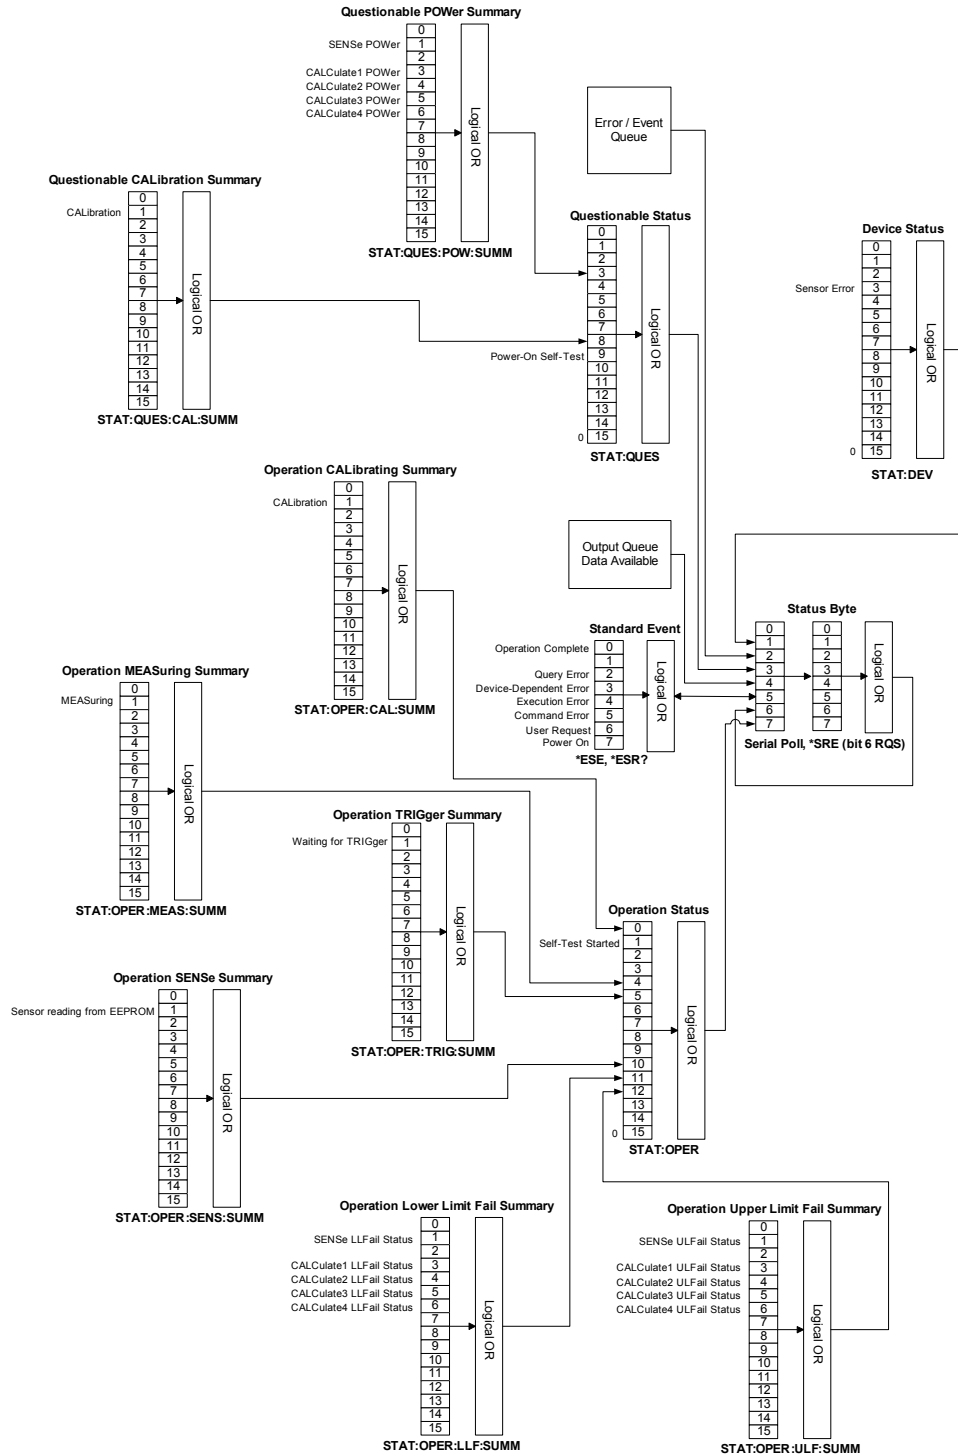 Questionable POWer Summary
0
SENSe POWer 1
2
CALCulate1 POWer 3
CALCulate2 POWer 4
CALCulate3 POWer 5
CALCulate4 POWer 6
7
8
9
10
11
12
13
14
15
Logical OR
STAT:QUES:POW:SUMM
Error / Event
Queue
Questionable CALibration Summary
0
CALibration 1
2
3
4
5
6
7
8
9
10
11
12
13
14
15
Logical OR
STAT:QUES:CAL:SUMM
Questionable Status
0
1
2
3
4
5
6
7
8
Power-On Self-Test 9
10
11
12
13
14
0 15
Logical OR
STAT:QUES
Device Status
0
1
2
Sensor Error 3
4
5
6
7
8
9
10
11
12
13
14
0 15
Logical OR
STAT:DEV
Operation CALibrating Summary
0
CALibration 1
2
3
4
5
6
7
8
9
10
11
12
13
14
15
Logical OR
STAT:OPER:CAL:SUMM
Output Queue
Data Available
Standard Event
Operation Complete 0
1
Query Error 2
Device-Dependent Error 3
Execution Error 4
Command Error 5
User Request 6
Power On 7
Logical OR
*ESE, *ESR?
Status Byte
0 0
1 1
2 2
3 3
4 4
5 5
6 6
7 7
Logical OR
Serial Poll, *SRE (bit 6 RQS)
Operation MEASuring Summary
0
MEASuring 1
2
3
4
5
6
7
8
9
10
11
12
13
14
15
Logical OR
STAT:OPER:MEAS:SUMM
Operation TRIGger Summary
0
Waiting for TRIGger 1
2
3
4
5
6
7
8
9
10
11
12
13
14
15
Logical OR
STAT:OPER:TRIG:SUMM
Operation Status
0
Self-Test Started 1
2
3
4
5
6
7
8
9
10
11
12
13
14
0 15
Logical OR
STAT:OPER
Operation SENSe Summary
0
Sensor reading from EEPROM 1
2
3
4
5
6
7
8
9
10
11
12
13
14
15
Logical OR
STAT:OPER:SENS:SUMM
Operation Lower Limit Fail Summary
0
SENSe LLFail Status 1
2
CALCulate1 LLFail Status 3
CALCulate2 LLFail Status 4
CALCulate3 LLFail Status 5
CALCulate4 LLFail Status 6
7
8
9
10
11
12
13
14
15
Logical OR
STAT:OPER:LLF:SUMM
Operation Upper Limit Fail Summary
0
SENSe ULFail Status 1
2
CALCulate1 ULFail Status 3
CALCulate2 ULFail Status 4
CALCulate3 ULFail Status 5
CALCulate4 ULFail Status 6
7
8
9
10
11
12
13
14
15
Logical OR
STAT:OPER:ULF:SUMM